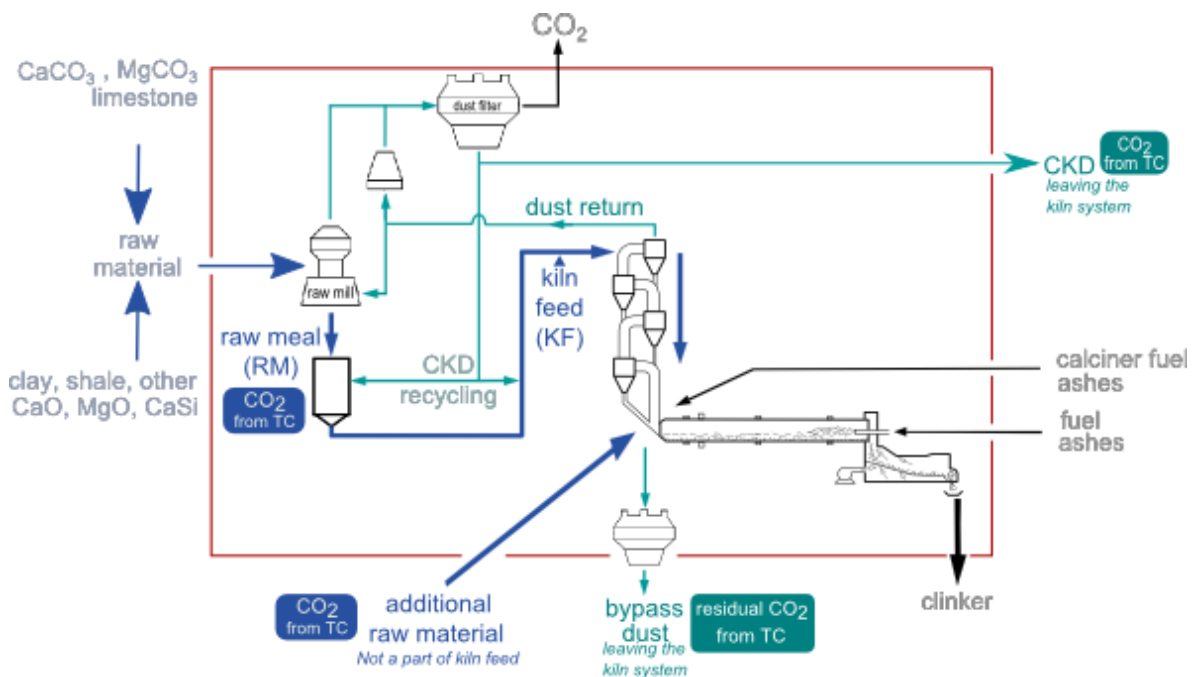 CO₂
CaCO₃ , MgCO₃
limestone
dust filter
CKD
CO₂
from TC
leaving the
kiln system
dust return
raw
material
raw mill
kiln
feed
(KF)
raw meal
(RM)
CO₂
from TC
CKD
recycling
clay, shale, other
CaO, MgO, CaSi
calciner fuel
ashes
fuel
ashes
CO₂
from TC
additional
raw material
Not a part of kiln feed
bypass
dust
leaving the
kiln system
residual CO₂
from TC
clinker